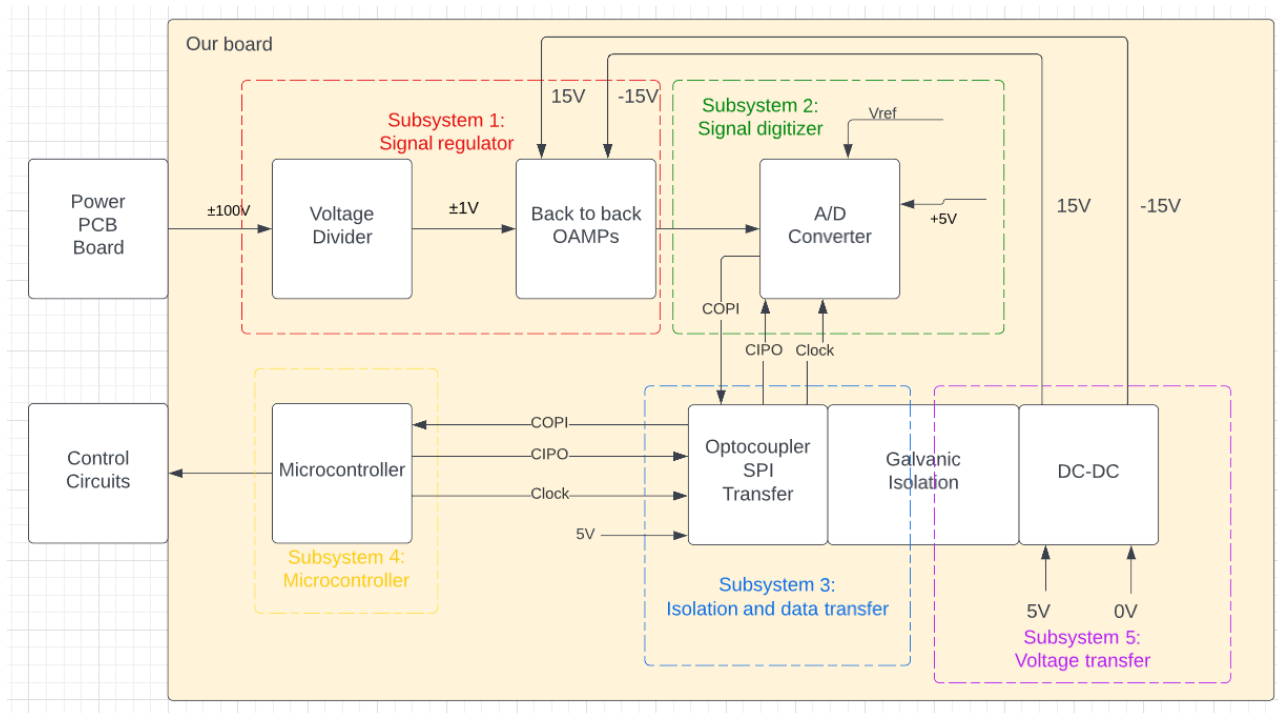 Our board
15V
-15V
Subsystem 1:
Signal regulator
Subsystem 2:
Signal digitizer
Vref
Power
PCB
Board
±100V
Voltage
Divider
±1V
Back to back
OAMPs
A/D
Converter
+5V
15V
-15V
COPI
CIPO
Clock
Control
Circuits
Microcontroller
COPI
CIPO
Clock
5V
Optocoupler
SPI
Transfer
Galvanic
Isolation
DC-DC
Subsystem 4:
Microcontroller
Subsystem 3:
Isolation and data transfer
5V
0V
Subsystem 5:
Voltage transfer